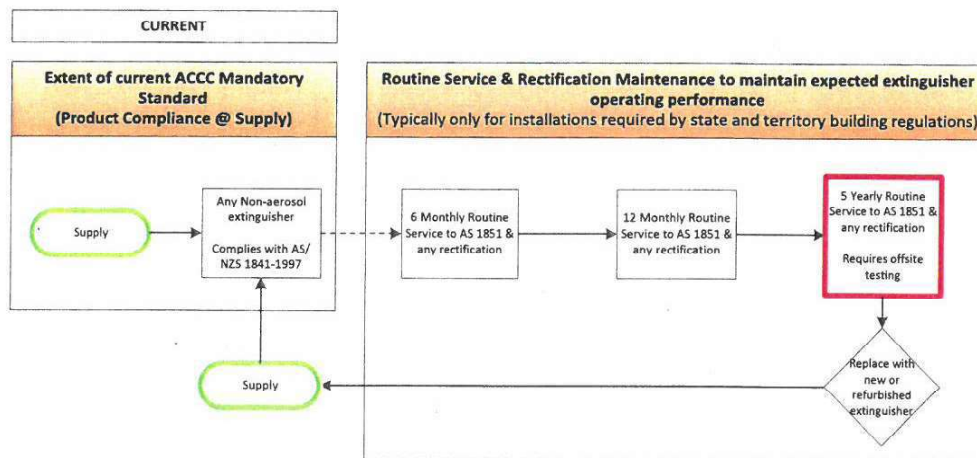 CURRENT
Extent of current ACCC Mandatory
Standard
(Product Compliance @ Supply)
Routine Service & Rectification Maintenance to maintain expected extinguisher
operating performance
(Typically only for installations required by state and territory building regulations)
Supply
Any Non-aerosol
extinguisher
Complies with AS/
NZS 1841-1997
6 Monthly Routine
Service to AS 1851 &
any rectification
12 Monthly Routine
Service to AS 1851 &
any rectification
5 Yearly Routine
Service to AS 1851 &
any rectification
Requires offsite
testing
Supply
Replace with
new or
refurbished
extinguisher